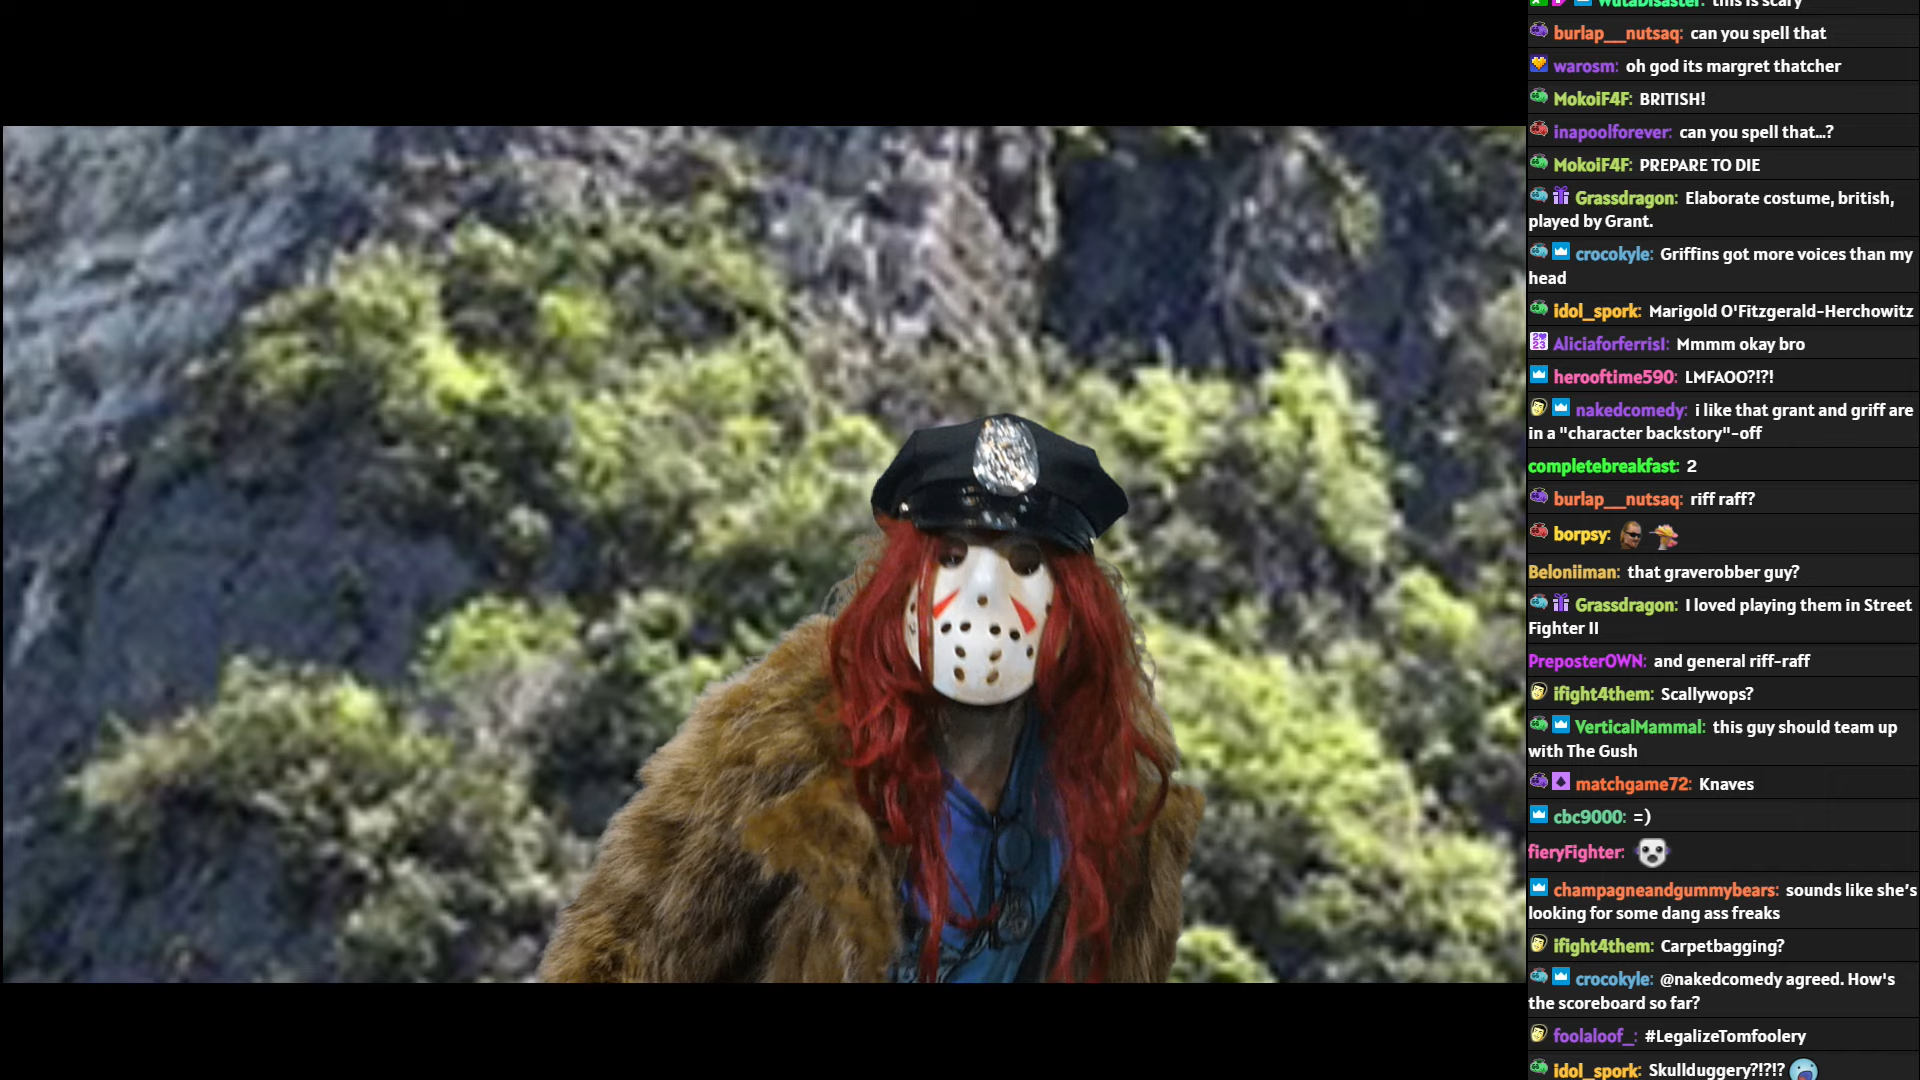 WutaDisaster: this is scary
burlap__nutsaq: can you spell that
warosm: oh god its margret thatcher
MokoiF4F: BRITISH!
inapoolforever: can you spell that...?
MokoiF4F: PREPARE TO DIE
Grassdragon: Elaborate costume, british,
played by Grant.
crocokyle: Griffins got more voices than my
head
idol_spork: Marigold O'Fitzgerald-Herchowitz
AliciaforferrisI: Mmmm okay bro
herooftime590: LMFAOO?!?!
nakedcomedy: i like that grant and griff are
in a "character backstory"-off
completebreakfast: 2
burlap__nutsaq: riff raff?
borpsy:
Beloniiman: that graverobber guy?
Grassdragon: I loved playing them in Street
Fighter II
PreposterOWN: and general riff-raff
ifight4them: Scallywops?
VerticalMammal: this guy should team up
with The Gush
matchgame72: Knaves
cbc9000: =)
fieryFighter:
champagneandgummybears: sounds like she's
looking for some dang ass freaks
ifight4them: Carpetbagging?
crocokyle: @nakedcomedy agreed. How's
the scoreboard so far?
foolaloof_: #LegalizeTomfoolery
idol_spork: Skullduggery?!?!?